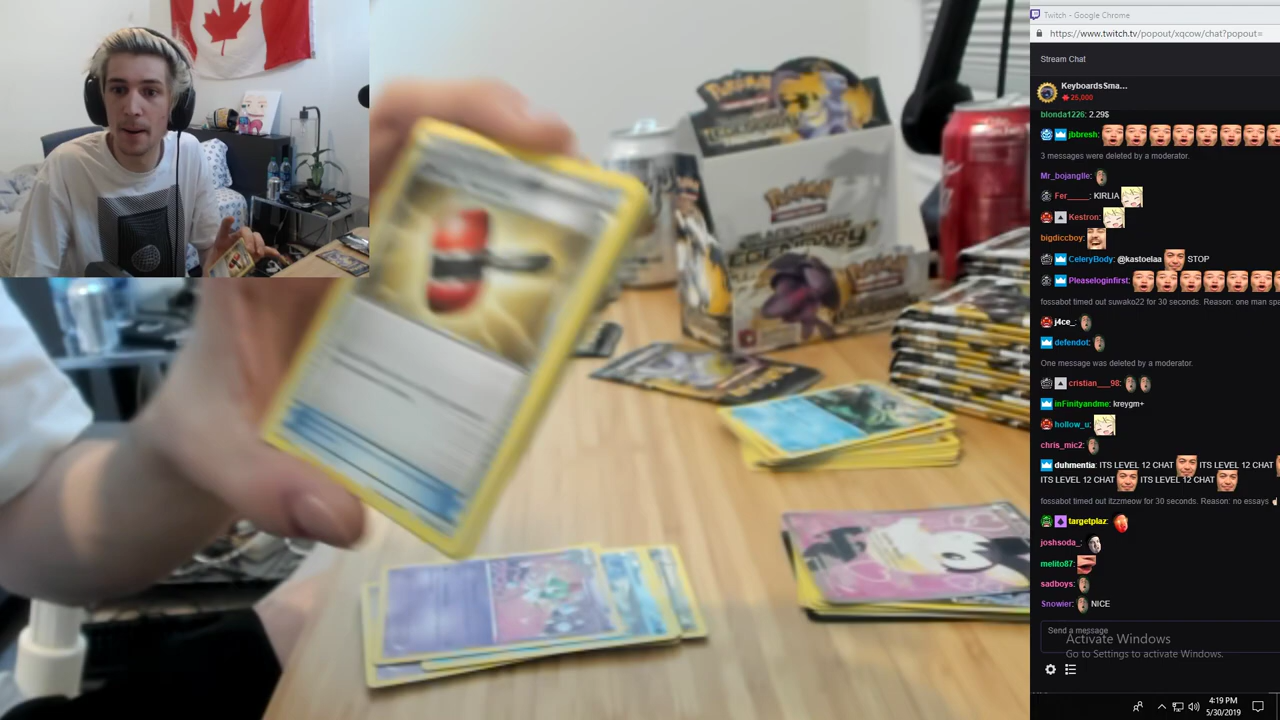 Twitch - Google Chrome
https://www.twitch.tv/popout/xqcow/chat?popout=
Stream Chat
KeyboardsSma...
26,000
blonda1226: 2.29$
jbbresh:
3 messages were deleted by a moderator.
Mr_bojanglle:
Fer_____: KIRLIA
Kestron:
bigdiccboy:
CeleryBody: @kastoelaa STOP
Pleaseloginfirst:
fossabot timed out suwako22 for 30 seconds. Reason: one man spa
j4ce_:
defendot:
One message was deleted by a moderator.
cristian___98:
inFinityandme: kreygm+
hollow_u:
chris_mic2:
duhmentia: ITS LEVEL 12 CHAT ITS LEVEL 12 CHAT
ITS LEVEL 12 CHAT ITS LEVEL 12 CHAT
fossabot timed out itzzmeow for 30 seconds. Reason: no essays
targetplaz:
joshsoda_:
melito87:
sadboys:
Snowier: NICE
Send a message
Activate Windows
Go to Settings to activate Windows.
4:19 PM
5/30/2019
Pokémon